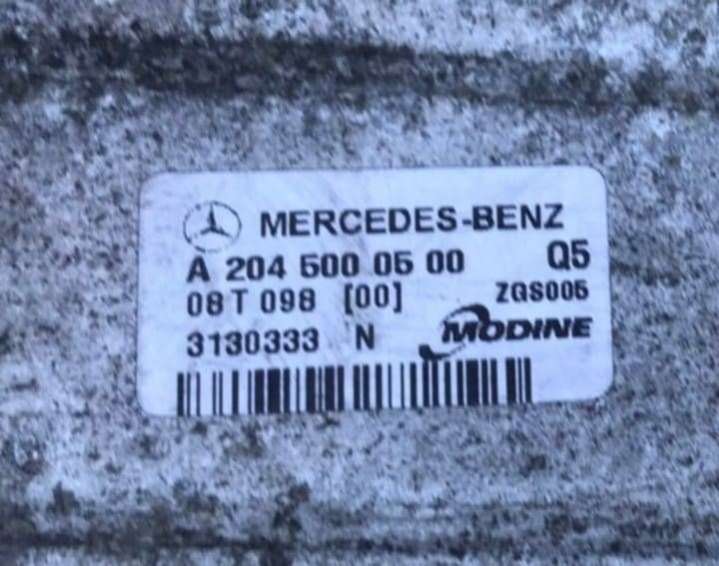 MERCEDES-BENZ
A 204 500 05 00 Q5
08 T 098 [00] ZGS005
3130333 N MODINE